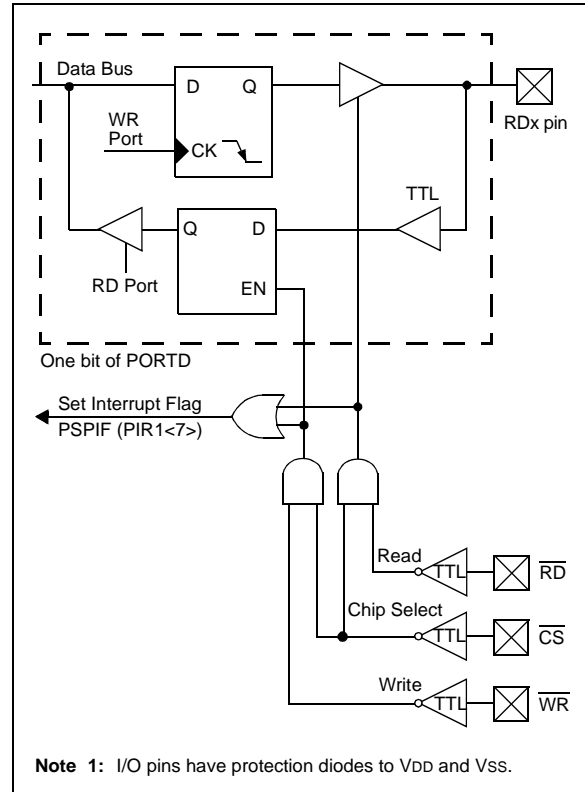 Data Bus
D Q
WR
Port
CK
RDx pin
TTL
Q D
RD Port
EN
One bit of PORTD
Set Interrupt Flag
PSPIF (PIR1<7>)
Read
TTL
RD
Chip Select
TTL
CS
Write
TTL
WR
Note 1: I/O pins have protection diodes to VDD and VSS.